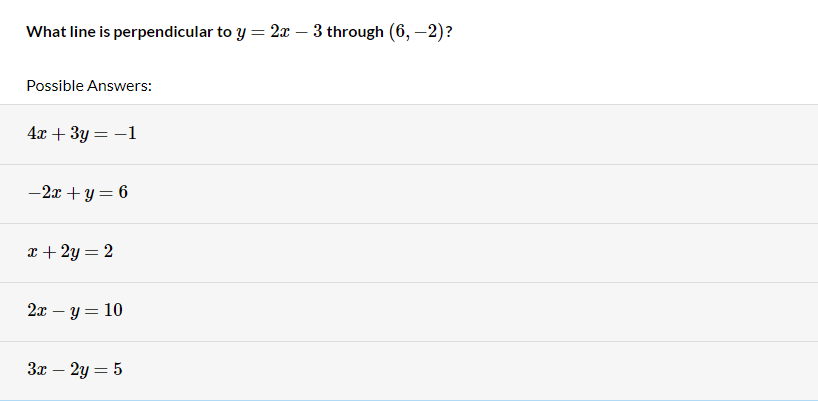 What line is perpendicular to y = 2x − 3 through (6, −2)?
Possible Answers:
4x + 3y = −1
−2x + y = 6
x + 2y = 2
2x − y = 10
3x − 2y = 5